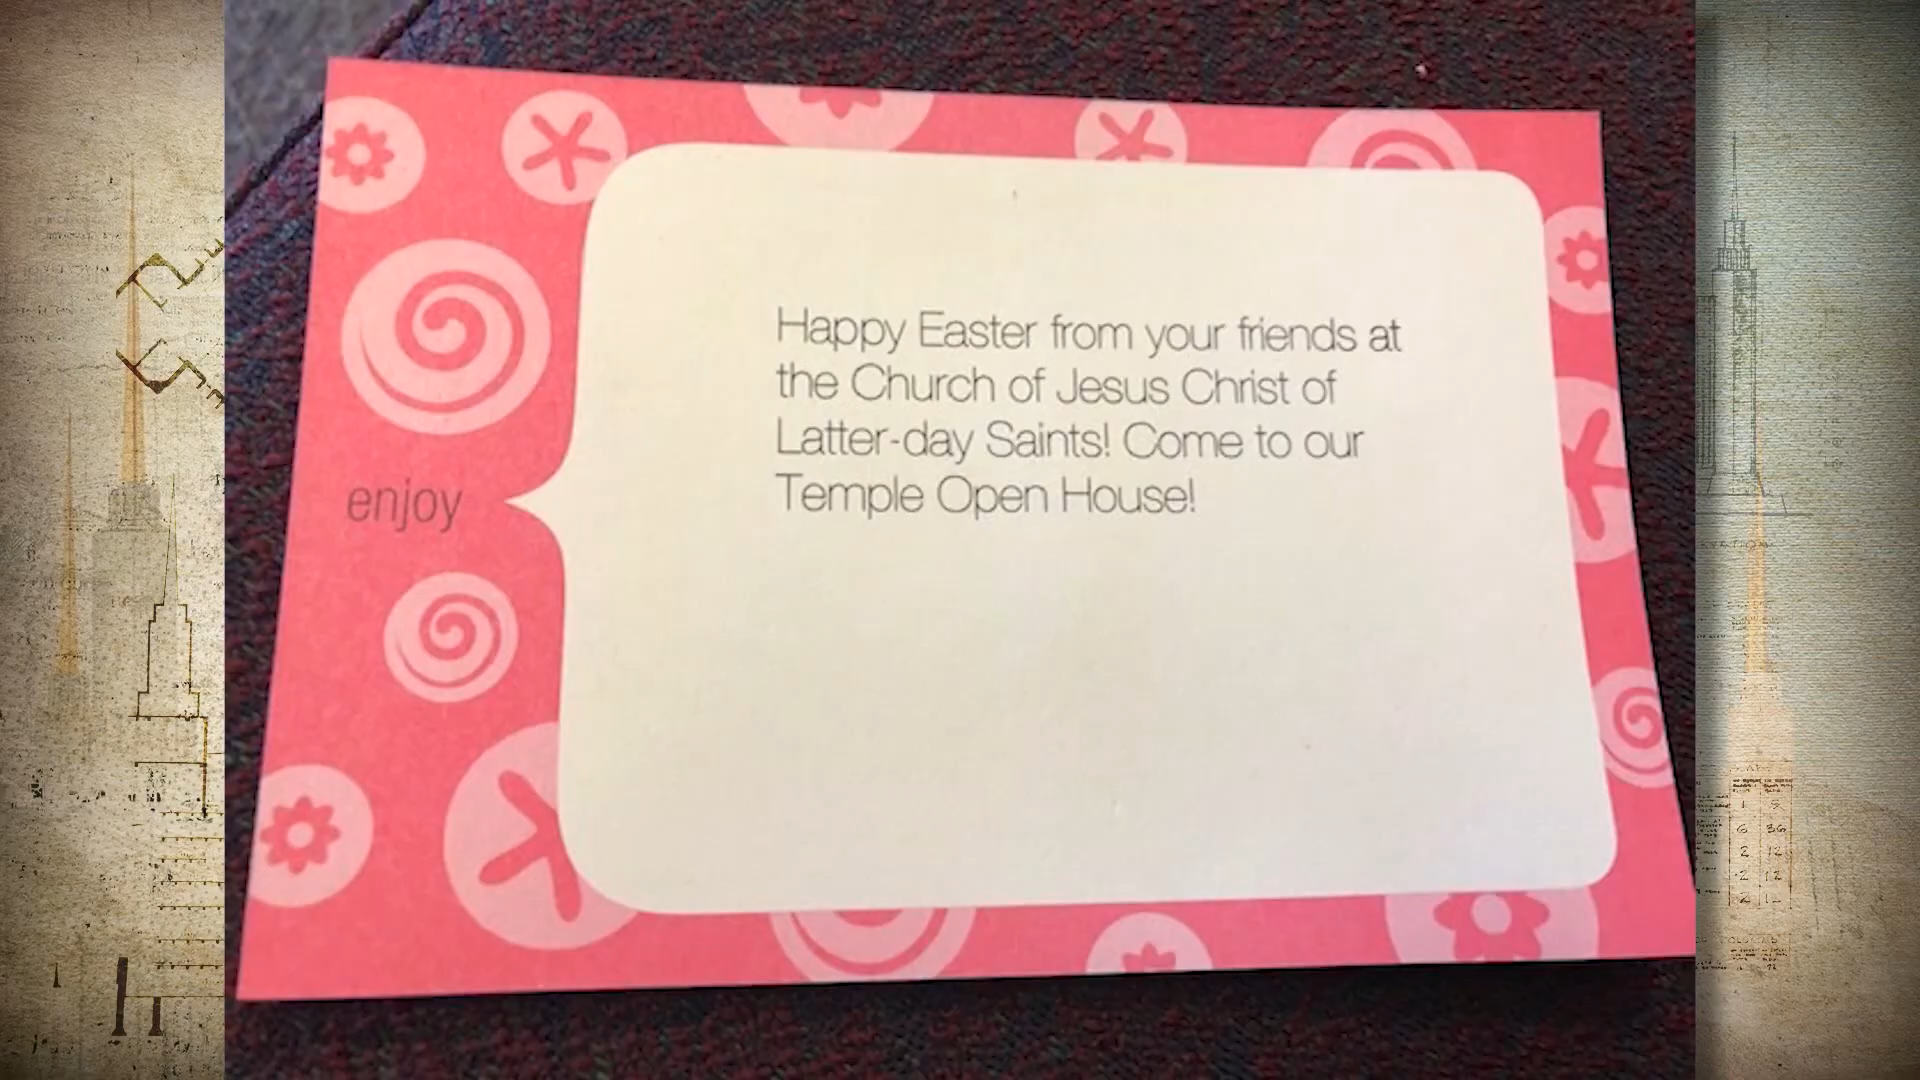 enjoy
Happy Easter from your friends at
the Church of Jesus Christ of
Latter-day Saints! Come to our
Temple Open House!